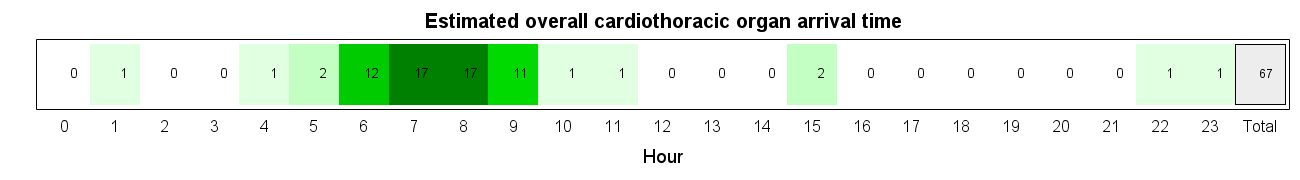 Estimated overall cardiothoracic organ arrival time
0 1 0 0 1 2 12 17 17 11 1 1 0 0 0 2 0 0 0 0 0 0 1 1 67
0 1 2 3 4 5 6 7 8 9 10 11 12 13 14 15 16 17 18 19 20 21 22 23 Total
Hour